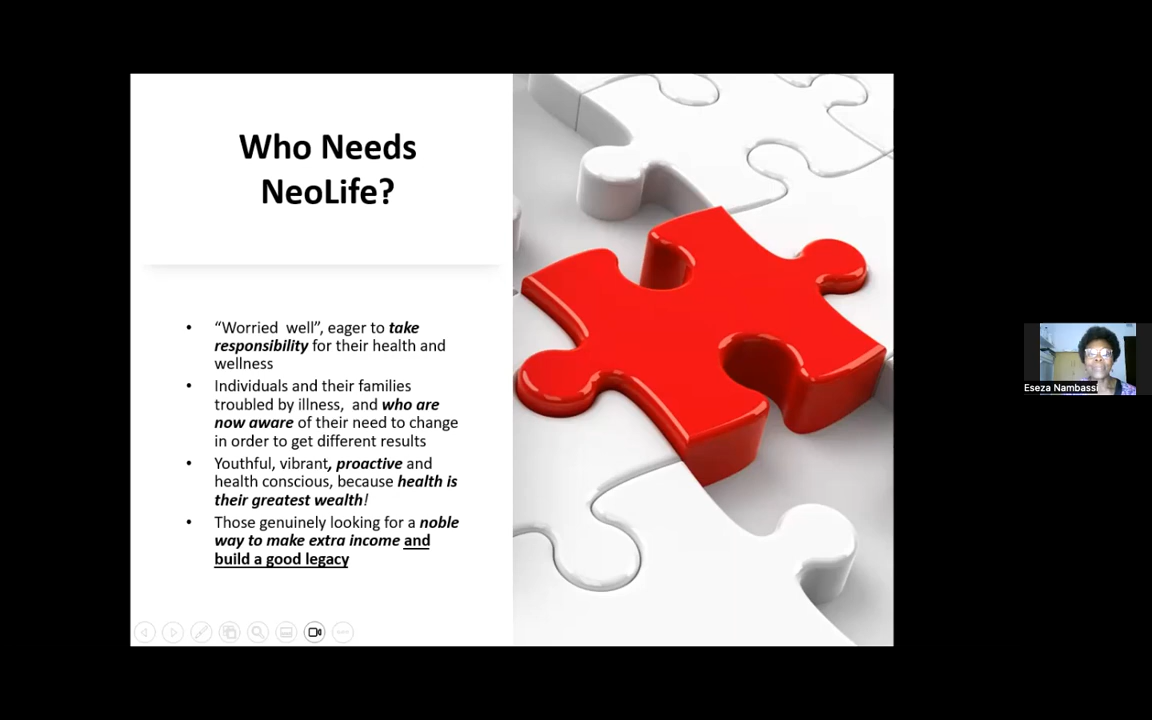 Who Needs
NeoLife?
• “Worried  well”, eager to take
responsibility for their health and
wellness
• Individuals and their families
troubled by illness,  and who are
now aware of their need to change
in order to get different results
• Youthful, vibrant, proactive and
health conscious, because health is
their greatest wealth!
• Those genuinely looking for a noble
way to make extra income and
build a good legacy
Eseza Nambassi